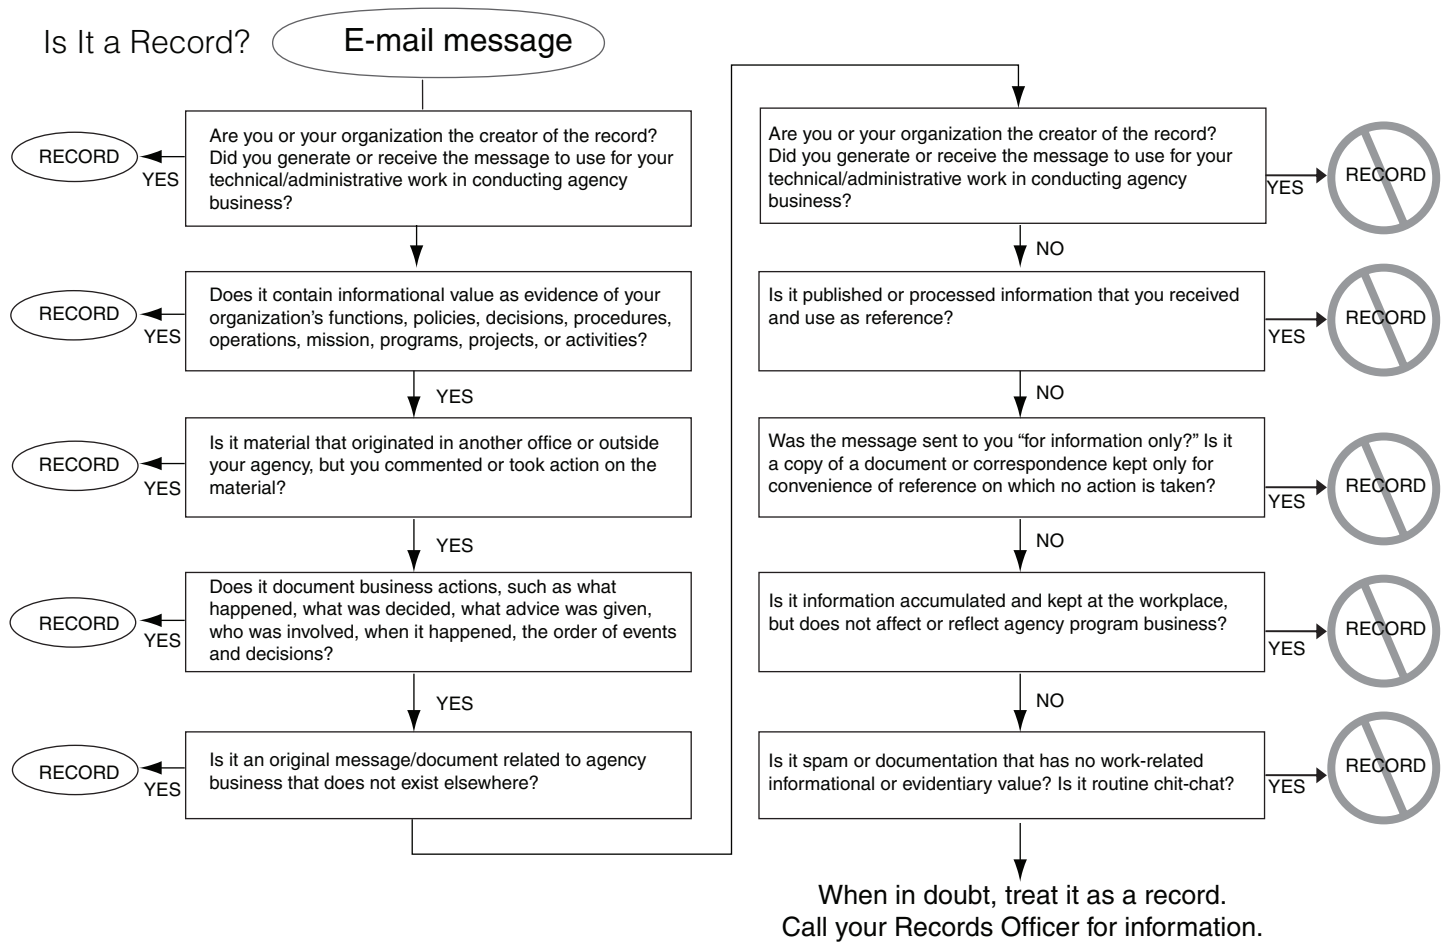 Is It a Record?
E-mail message
Are you or your organization the creator of the record?
Did you generate or receive the message to use for your
technical/administrative work in conducting agency
business?
RECORD
YES
Does it contain informational value as evidence of your
organization’s functions, policies, decisions, procedures,
operations, mission, programs, projects, or activities?
RECORD
YES
YES
Is it material that originated in another office or outside
your agency, but you commented or took action on the
material?
RECORD
YES
YES
Does it document business actions, such as what
happened, what was decided, what advice was given,
who was involved, when it happened, the order of events
and decisions?
RECORD
YES
YES
Is it an original message/document related to agency
business that does not exist elsewhere?
RECORD
YES
Are you or your organization the creator of the record?
Did you generate or receive the message to use for your
technical/administrative work in conducting agency
business?
YES
RECORD
NO
Is it published or processed information that you received
and use as reference?
YES
RECORD
NO
Was the message sent to you “for information only?” Is it
a copy of a document or correspondence kept only for
convenience of reference on which no action is taken?
YES
RECORD
NO
Is it information accumulated and kept at the workplace,
but does not affect or reflect agency program business?
YES
RECORD
NO
Is it spam or documentation that has no work-related
informational or evidentiary value? Is it routine chit-chat?
YES
RECORD
When in doubt, treat it as a record.
Call your Records Officer for information.